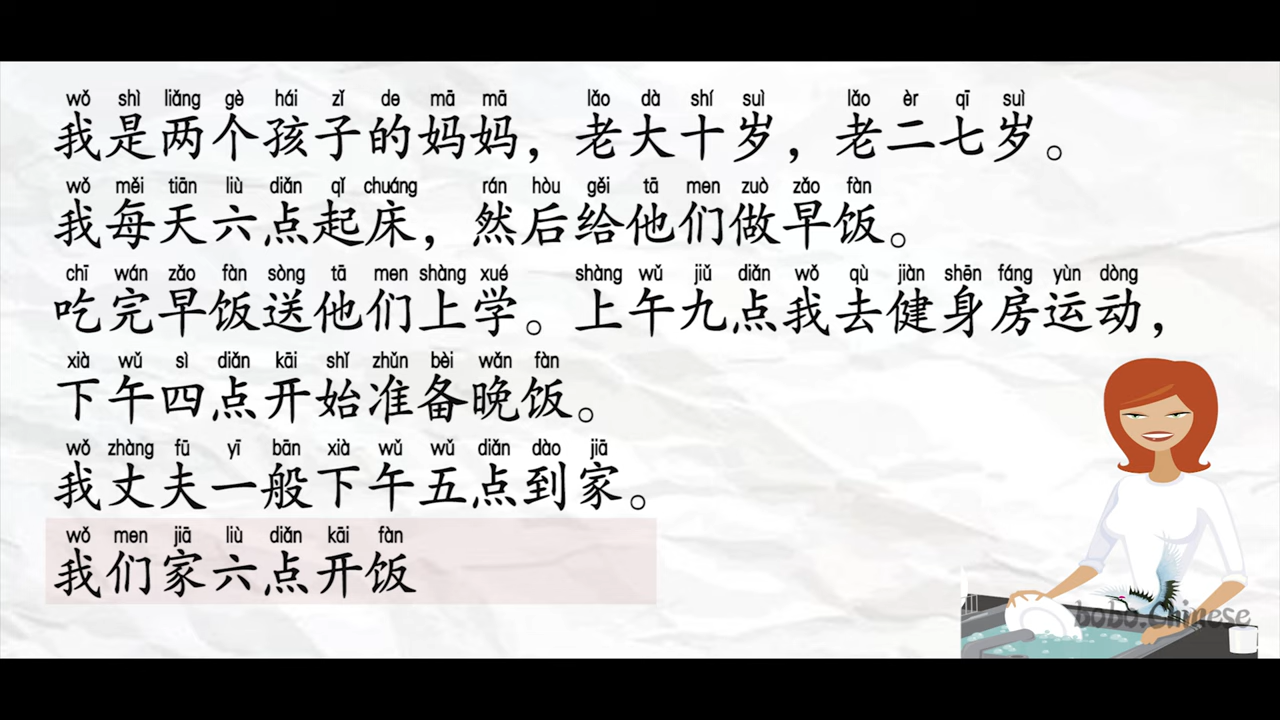 wǒ shì liǎng gè hái zǐ de mā mā lǎo dà shí suì lǎo èr qī suì
我是两个孩子的妈妈，老大十岁，老二七岁。
wǒ měi tiān liù diǎn qǐ chuáng rán hòu gěi tā men zuò zǎo fàn
我每天六点起床，然后给他们做早饭。
chī wán zǎo fàn sòng tā men shàng xué shàng wǔ jiǔ diǎn wǒ qù jiàn shēn fáng yùn dòng
吃完早饭送他们上学。上午九点我去健身房运动，
xià wǔ sì diǎn kāi shǐ zhǔn bèi wǎn fàn
下午四点开始准备晚饭。
wǒ zhàng fū yī bān xià wǔ wǔ diǎn dào jiā
我丈夫一般下午五点到家。
wǒ men jiā liù diǎn kāi fàn
我们家六点开饭
bobo.Chinese